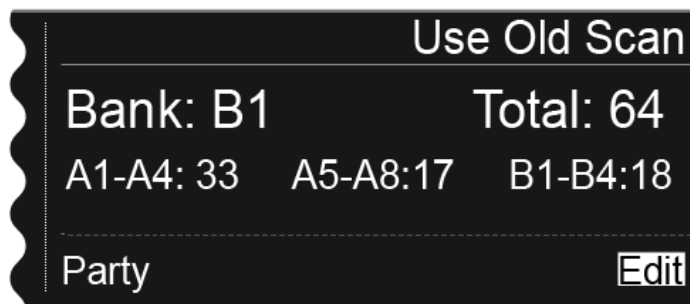 Use Old Scan
Bank: B1 Total: 64
A1-A4: 33 A5-A8:17 B1-B4:18
Party Edit